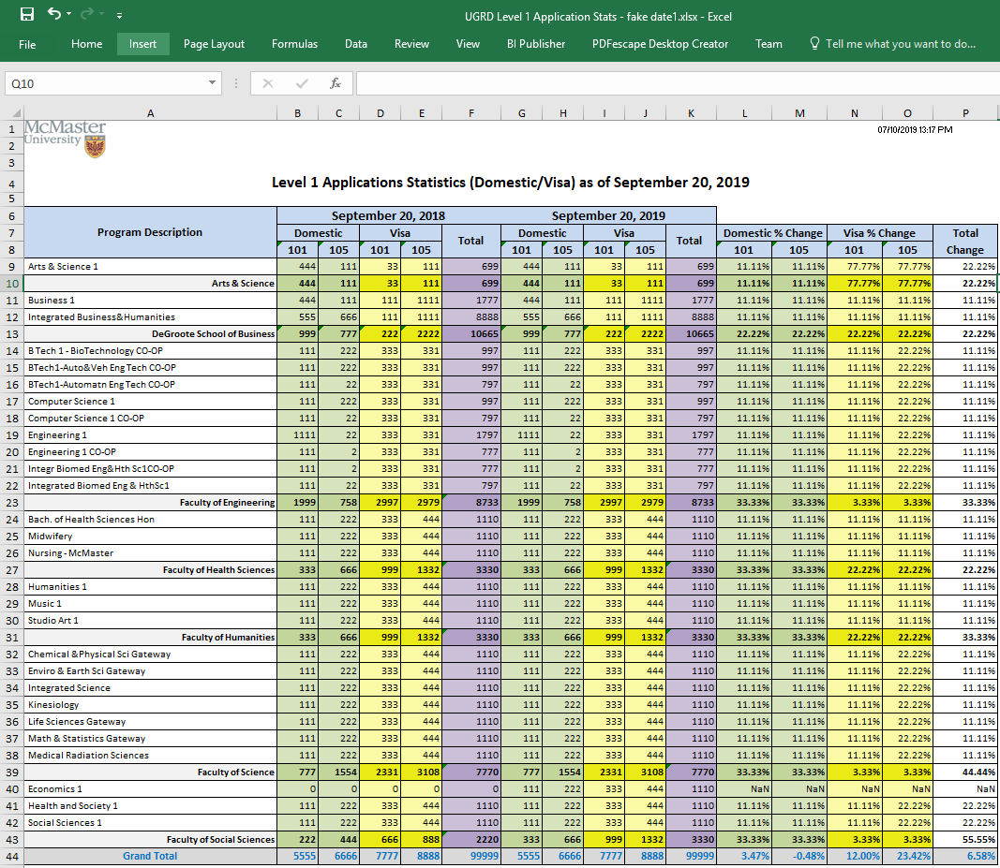 UGRD Level 1 Application Stats - fake date1.xlsx - Excel
File Home Insert Page Layout Formulas Data Review View BI Publisher PDFescape Desktop Creator Team Tell me what you want to do...
Q10 fx
A B C D E F G H I J K L M N O P
1 McMaster 07/10/2019 13:17 PM
2 University
3
4 Level 1 Applications Statistics (Domestic/Visa) as of September 20, 2019
5
6 September 20, 2018 September 20, 2019
7 Program Description Domestic Visa Total Domestic Visa Total Domestic % Change Visa % Change Total
8 101 105 101 105 101 105 101 105 101 105 101 105 Change
9 Arts & Science 1 444 111 33 111 699 444 111 33 111 699 11.11% 11.11% 77.77% 77.77% 22.22%
10 Arts & Science 444 111 33 111 699 444 111 33 111 699 11.11% 11.11% 77.77% 77.77% 22.22%
11 Business 1 444 111 111 1111 1777 444 111 111 1111 1777 11.11% 11.11% 11.11% 11.11% 11.11%
12 Integrated Business&Humanities 555 666 111 1111 8888 555 666 111 1111 8888 11.11% 11.11% 11.11% 11.11% 11.11%
13 DeGroote School of Business 999 777 222 2222 10665 999 777 222 2222 10665 22.22% 22.22% 22.22% 22.22% 22.22%
14 B Tech 1 - BioTechnology CO-OP 111 222 333 331 997 111 222 333 331 997 11.11% 11.11% 11.11% 22.22% 11.11%
15 BTech1-Auto&Veh Eng Tech CO-OP 111 222 333 331 997 111 222 333 331 997 11.11% 11.11% 11.11% 22.22% 11.11%
16 BTech1-Automatn Eng Tech CO-OP 111 22 333 331 797 111 22 333 331 797 11.11% 11.11% 11.11% 22.22% 11.11%
17 Computer Science 1 111 222 333 331 997 111 222 333 331 997 11.11% 11.11% 11.11% 22.22% 11.11%
18 Computer Science 1 CO-OP 111 22 333 331 797 111 22 333 331 797 11.11% 11.11% 11.11% 22.22% 11.11%
19 Engineering 1 1111 22 333 331 1797 1111 22 333 331 1797 11.11% 11.11% 11.11% 22.22% 11.11%
20 Engineering 1 CO-OP 111 2 333 331 777 111 2 333 331 777 11.11% 11.11% 11.11% 22.22% 11.11%
21 Integr Biomed Eng&Hth Sc1CO-OP 111 2 333 331 777 111 2 333 331 777 11.11% 11.11% 11.11% 22.22% 11.11%
22 Integrated Biomed Eng & HthSc1 111 22 333 331 797 111 22 333 331 797 11.11% 11.11% 11.11% 22.22% 11.11%
23 Faculty of Engineering 1999 758 2997 2979 8733 1999 758 2997 2979 8733 33.33% 33.33% 3.33% 3.33% 33.33%
24 Bach. of Health Sciences Hon 111 222 333 444 1110 111 222 333 444 1110 11.11% 11.11% 11.11% 11.11% 11.11%
25 Midwifery 111 222 333 444 1110 111 222 333 444 1110 11.11% 11.11% 11.11% 11.11% 11.11%
26 Nursing - McMaster 111 222 333 444 1110 111 222 333 444 1110 11.11% 11.11% 11.11% 11.11% 11.11%
27 Faculty of Health Sciences 333 666 999 1332 3330 333 666 999 1332 3330 33.33% 33.33% 22.22% 22.22% 22.22%
28 Humanities 1 111 222 333 444 1110 111 222 333 444 1110 11.11% 11.11% 11.11% 11.11% 11.11%
29 Music 1 111 222 333 444 1110 111 222 333 444 1110 11.11% 11.11% 11.11% 22.22% 11.11%
30 Studio Art 1 111 222 333 444 1110 111 222 333 444 1110 11.11% 11.11% 11.11% 22.22% 11.11%
31 Faculty of Humanities 333 666 999 1332 3330 333 666 999 1332 3330 33.33% 33.33% 22.22% 22.22% 33.33%
32 Chemical & Physical Sci Gateway 111 222 333 444 1110 111 222 333 444 1110 11.11% 11.11% 11.11% 22.22% 11.11%
33 Enviro & Earth Sci Gateway 111 222 333 444 1110 111 222 333 444 1110 11.11% 11.11% 11.11% 22.22% 11.11%
34 Integrated Science 111 222 333 444 1110 111 222 333 444 1110 11.11% 11.11% 11.11% 22.22% 11.11%
35 Kinesiology 111 222 333 444 1110 111 222 333 444 1110 11.11% 11.11% 11.11% 22.22% 11.11%
36 Life Sciences Gateway 111 222 333 444 1110 111 222 333 444 1110 11.11% 11.11% 11.11% 22.22% 11.11%
37 Math & Statistics Gateway 111 222 333 444 1110 111 222 333 444 1110 11.11% 11.11% 11.11% 22.22% 11.11%
38 Medical Radiation Sciences 111 222 333 444 1110 111 222 333 444 1110 11.11% 11.11% 11.11% 22.22% 11.11%
39 Faculty of Science 777 1554 2331 3108 7770 777 1554 2331 3108 7770 33.33% 33.33% 3.33% 3.33% 44.44%
40 Economics 1 0 0 0 0 0 111 222 333 444 1110 NaN NaN NaN NaN NaN
41 Health and Society 1 111 222 333 444 1110 111 222 333 444 1110 11.11% 11.11% 11.11% 22.22% 22.22%
42 Social Sciences 1 111 222 333 444 1110 111 222 333 444 1110 11.11% 11.11% 11.11% 22.22% 22.22%
43 Faculty of Social Sciences 222 444 666 888 2220 333 666 999 1332 3330 33.33% 33.33% 3.33% 3.33% 55.55%
44 Grand Total 5555 6666 7777 8888 99999 5555 6666 7777 8888 99999 3.47% -0.48% 12.00% 23.42% 6.58%